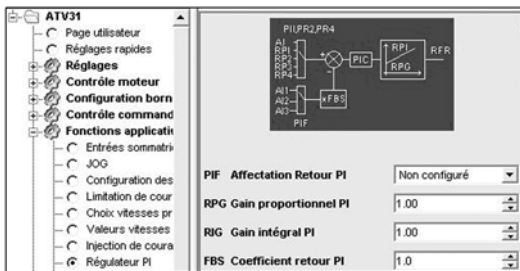 ATV31
Page utilisateur
Réglages rapides
Réglages
Contrôle moteur
Configuration born
Contrôle command
Fonctions applicati
Entrées sommatri
JOG
Configuration des
Limitation de cour
Choix vitesses pr
Valeurs vitesses
Injection de coura
Régulateur PI
PII,PR2,PR4
AI
RP1
RP2
RP3
RP4
PIC
RPI
RPG
RFR
AI1
AI2
AI3
xFBS
PIF
PIF Affectation Retour PI Non configuré
RPG Gain proportionnel PI 1.00
RIG Gain intégral PI 1.00
FBS Coefficient retour PI 1.0